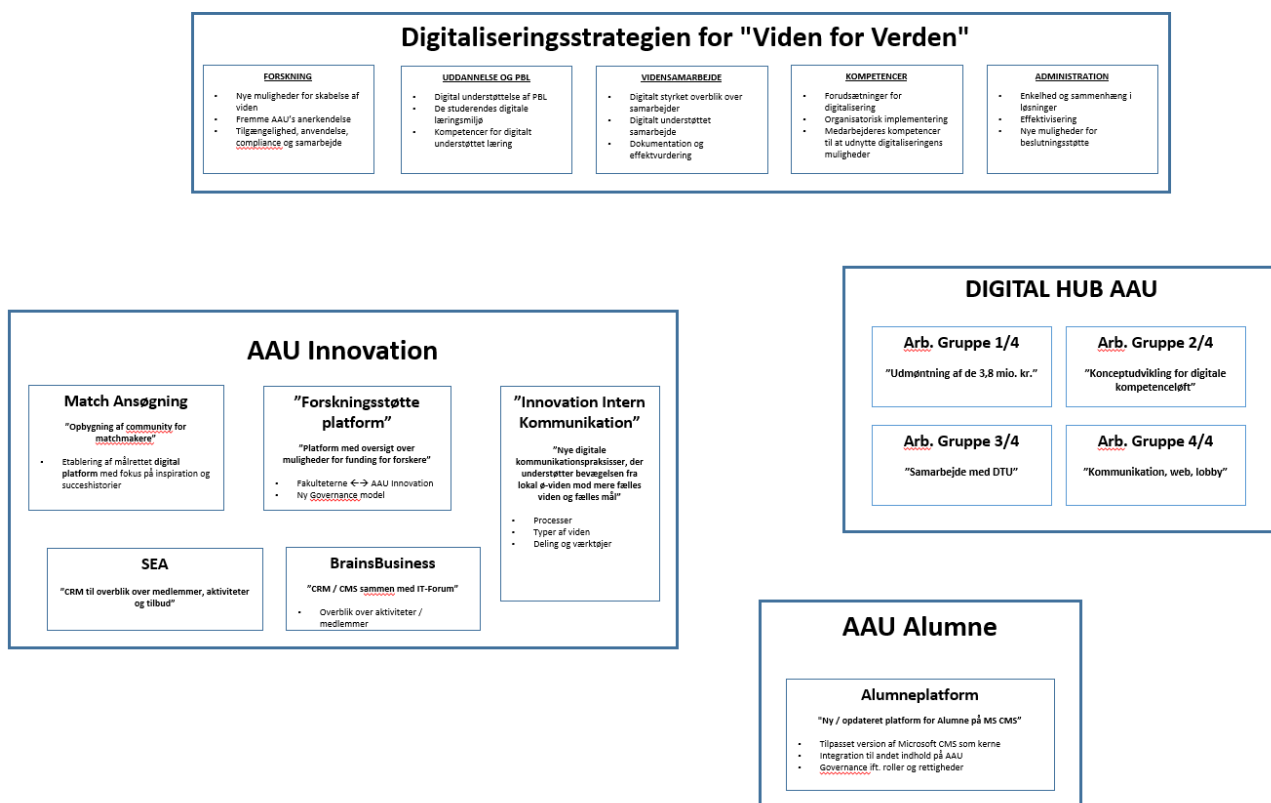 Digitaliseringsstrategien for "Viden for Verden"
FORSKNING
• Nye muligheder for skabelse af
viden
• Fremme AAU's anerkendelse
• Tilgængelighed, anvendelse,
compliance og samarbejde
UDDANNELSE OG PBL
• Digital understøttelse af PBL
• De studerendes digitale
læringsmiljø
• Kompetencer for digitalt
understøttet læring
VIDENSAMARBEJDE
• Digitalt styrket overblik over
samarbejder
• Digitalt understøttet
samarbejde
• Dokumentation og
effektvurdering
KOMPETENCER
• Forudsætninger for
digitalisering
• Organisatorisk implementering
• Medarbejderes kompetencer
til at udnytte digitaliseringens
muligheder
ADMINISTRATION
• Enkelhed og sammenhæng i
løsninger
• Effektivisering
• Nye muligheder for
beslutningsstøtte
AAU Innovation
Match Ansøgning
"Opbygning af community for
matchmakere"
• Etablering af målrettet digital
platform med fokus på inspiration og
succeshistorier
"Forskningsstøtte
platform"
"Platform med oversigt over
muligheder for funding for forskere"
• Fakulteterne ←→ AAU Innovation
• Ny Governance model
"Innovation Intern
Kommunikation"
"Nye digitale
kommunikationspraksisser, der
understøtter bevægelsen fra
lokal ø-viden mod mere fælles
viden og fælles mål"
• Processer
• Typer af viden
• Deling og værktøjer
SEA
"CRM til overblik over medlemmer, aktiviteter
og tilbud"
BrainsBusiness
"CRM / CMS sammen med IT-Forum"
• Overblik over aktiviteter /
medlemmer
DIGITAL HUB AAU
Arb. Gruppe 1/4
"Udmøntning af de 3,8 mio. kr."
Arb. Gruppe 2/4
"Konceptudvikling for digitale
kompetenceløft"
Arb. Gruppe 3/4
"Samarbejde med DTU"
Arb. Gruppe 4/4
"Kommunikation, web, lobby"
AAU Alumne
Alumneplatform
"Ny / opdateret platform for Alumne på MS CMS"
• Tilpasset version af Microsoft CMS som kerne
• Integration til andet indhold på AAU
• Governance ift. roller og rettigheder